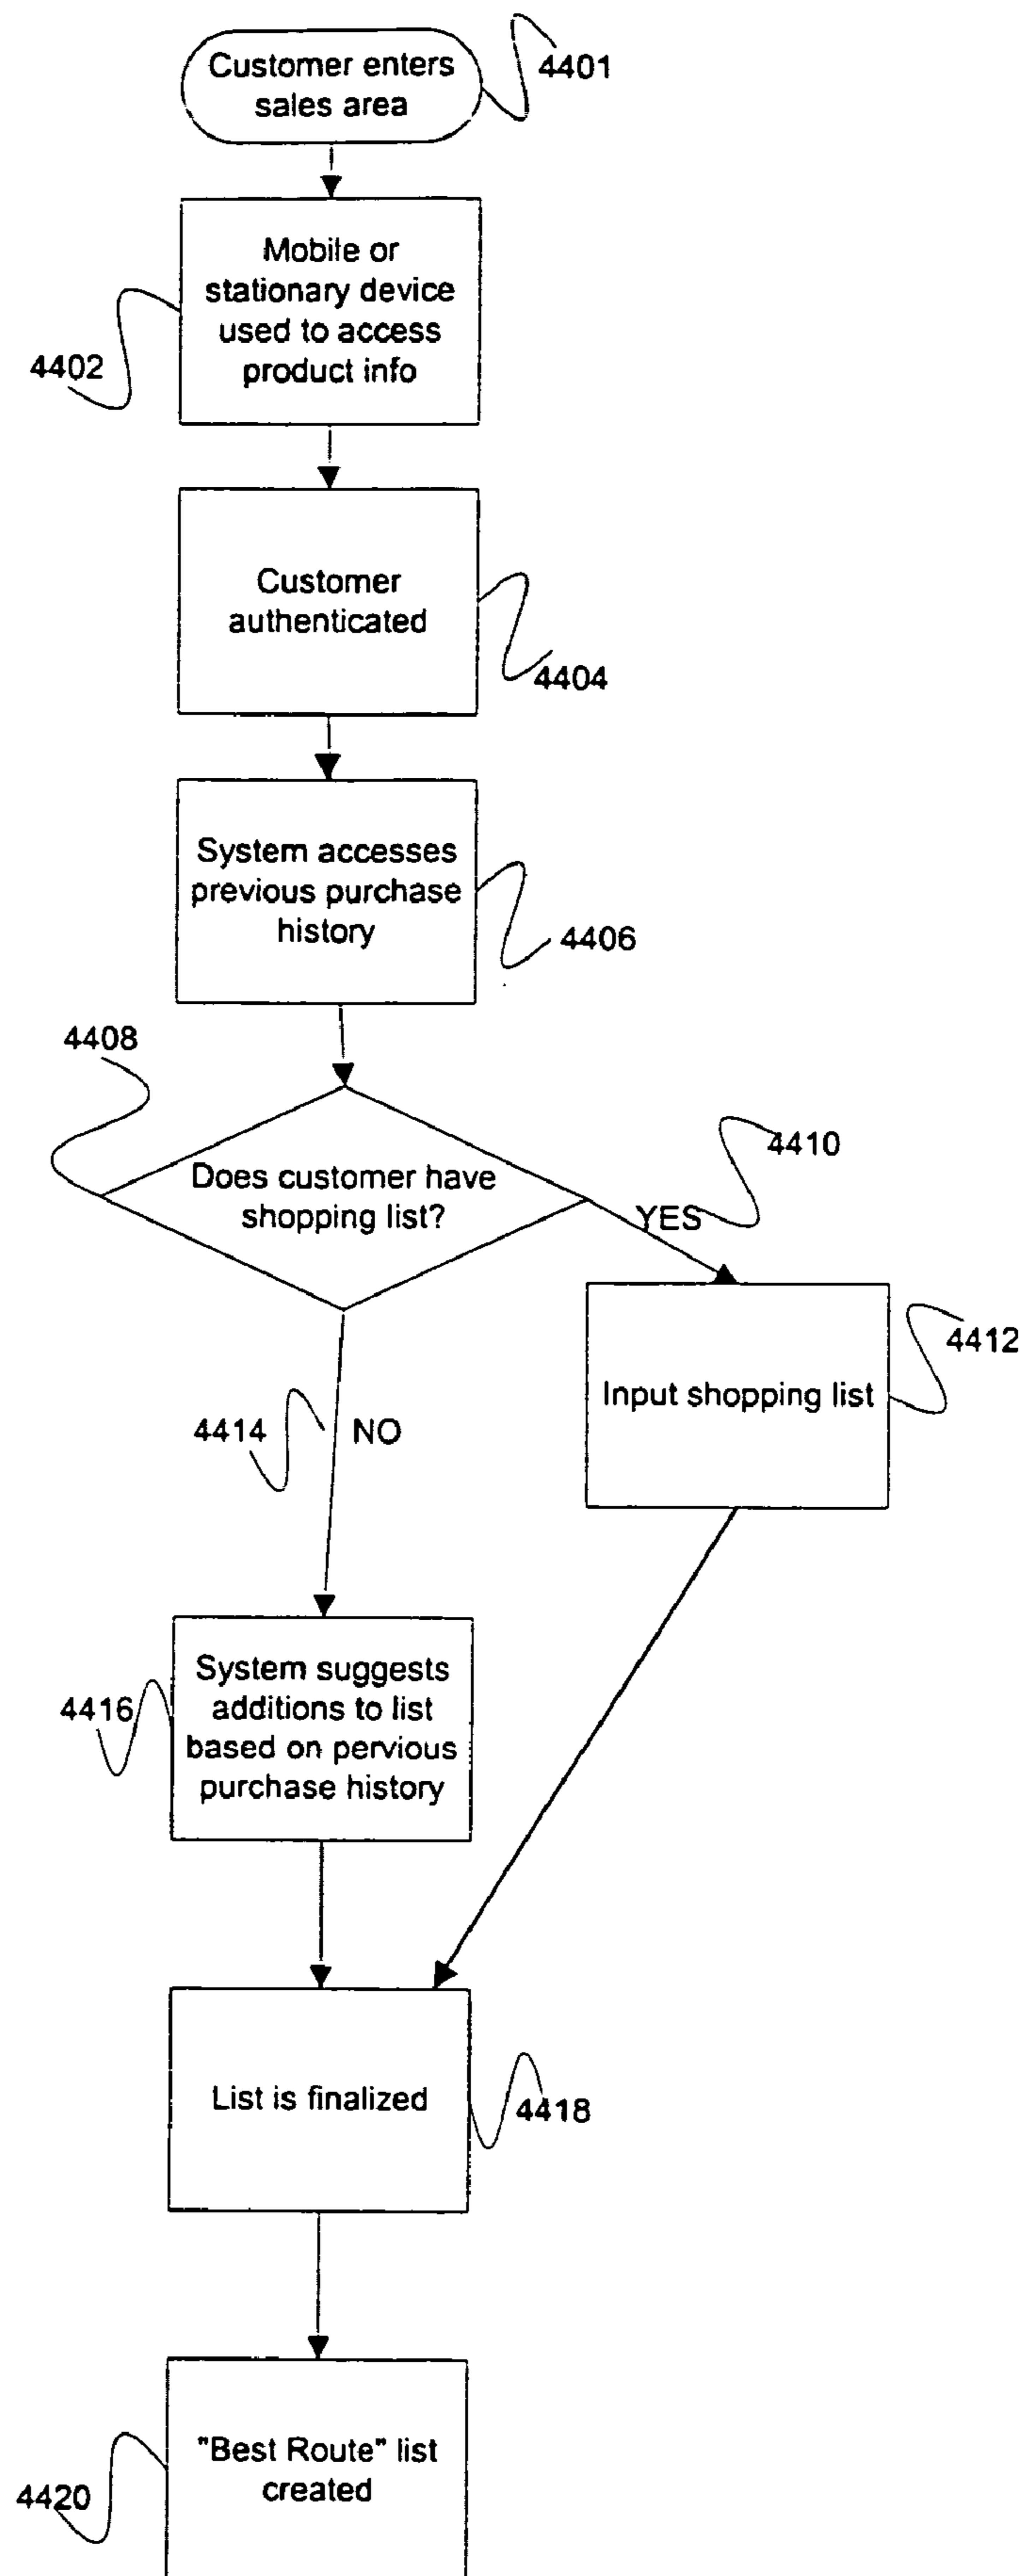 Customer enters
sales area
4401
Mobile or
stationary device
used to access
product info
4402
Customer
authenticated
4404
System accesses
previous purchase
history
4406
4408
Does customer have
shopping list?
4410
YES
4412
Input shopping list
4414
NO
System suggests
additions to list
based on pervious
purchase history
4416
List is finalized
4418
"Best Route" list
created
4420